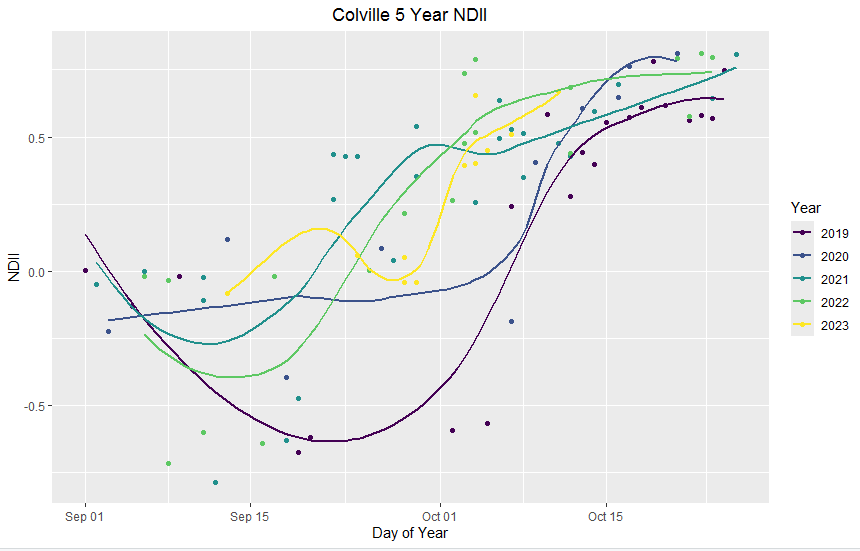 Colville 5 Year NDII
NDII
0.5
0.0
-0.5
Sep 01
Sep 15
Oct 01
Oct 15
Day of Year
Year
2019
2020
2021
2022
2023